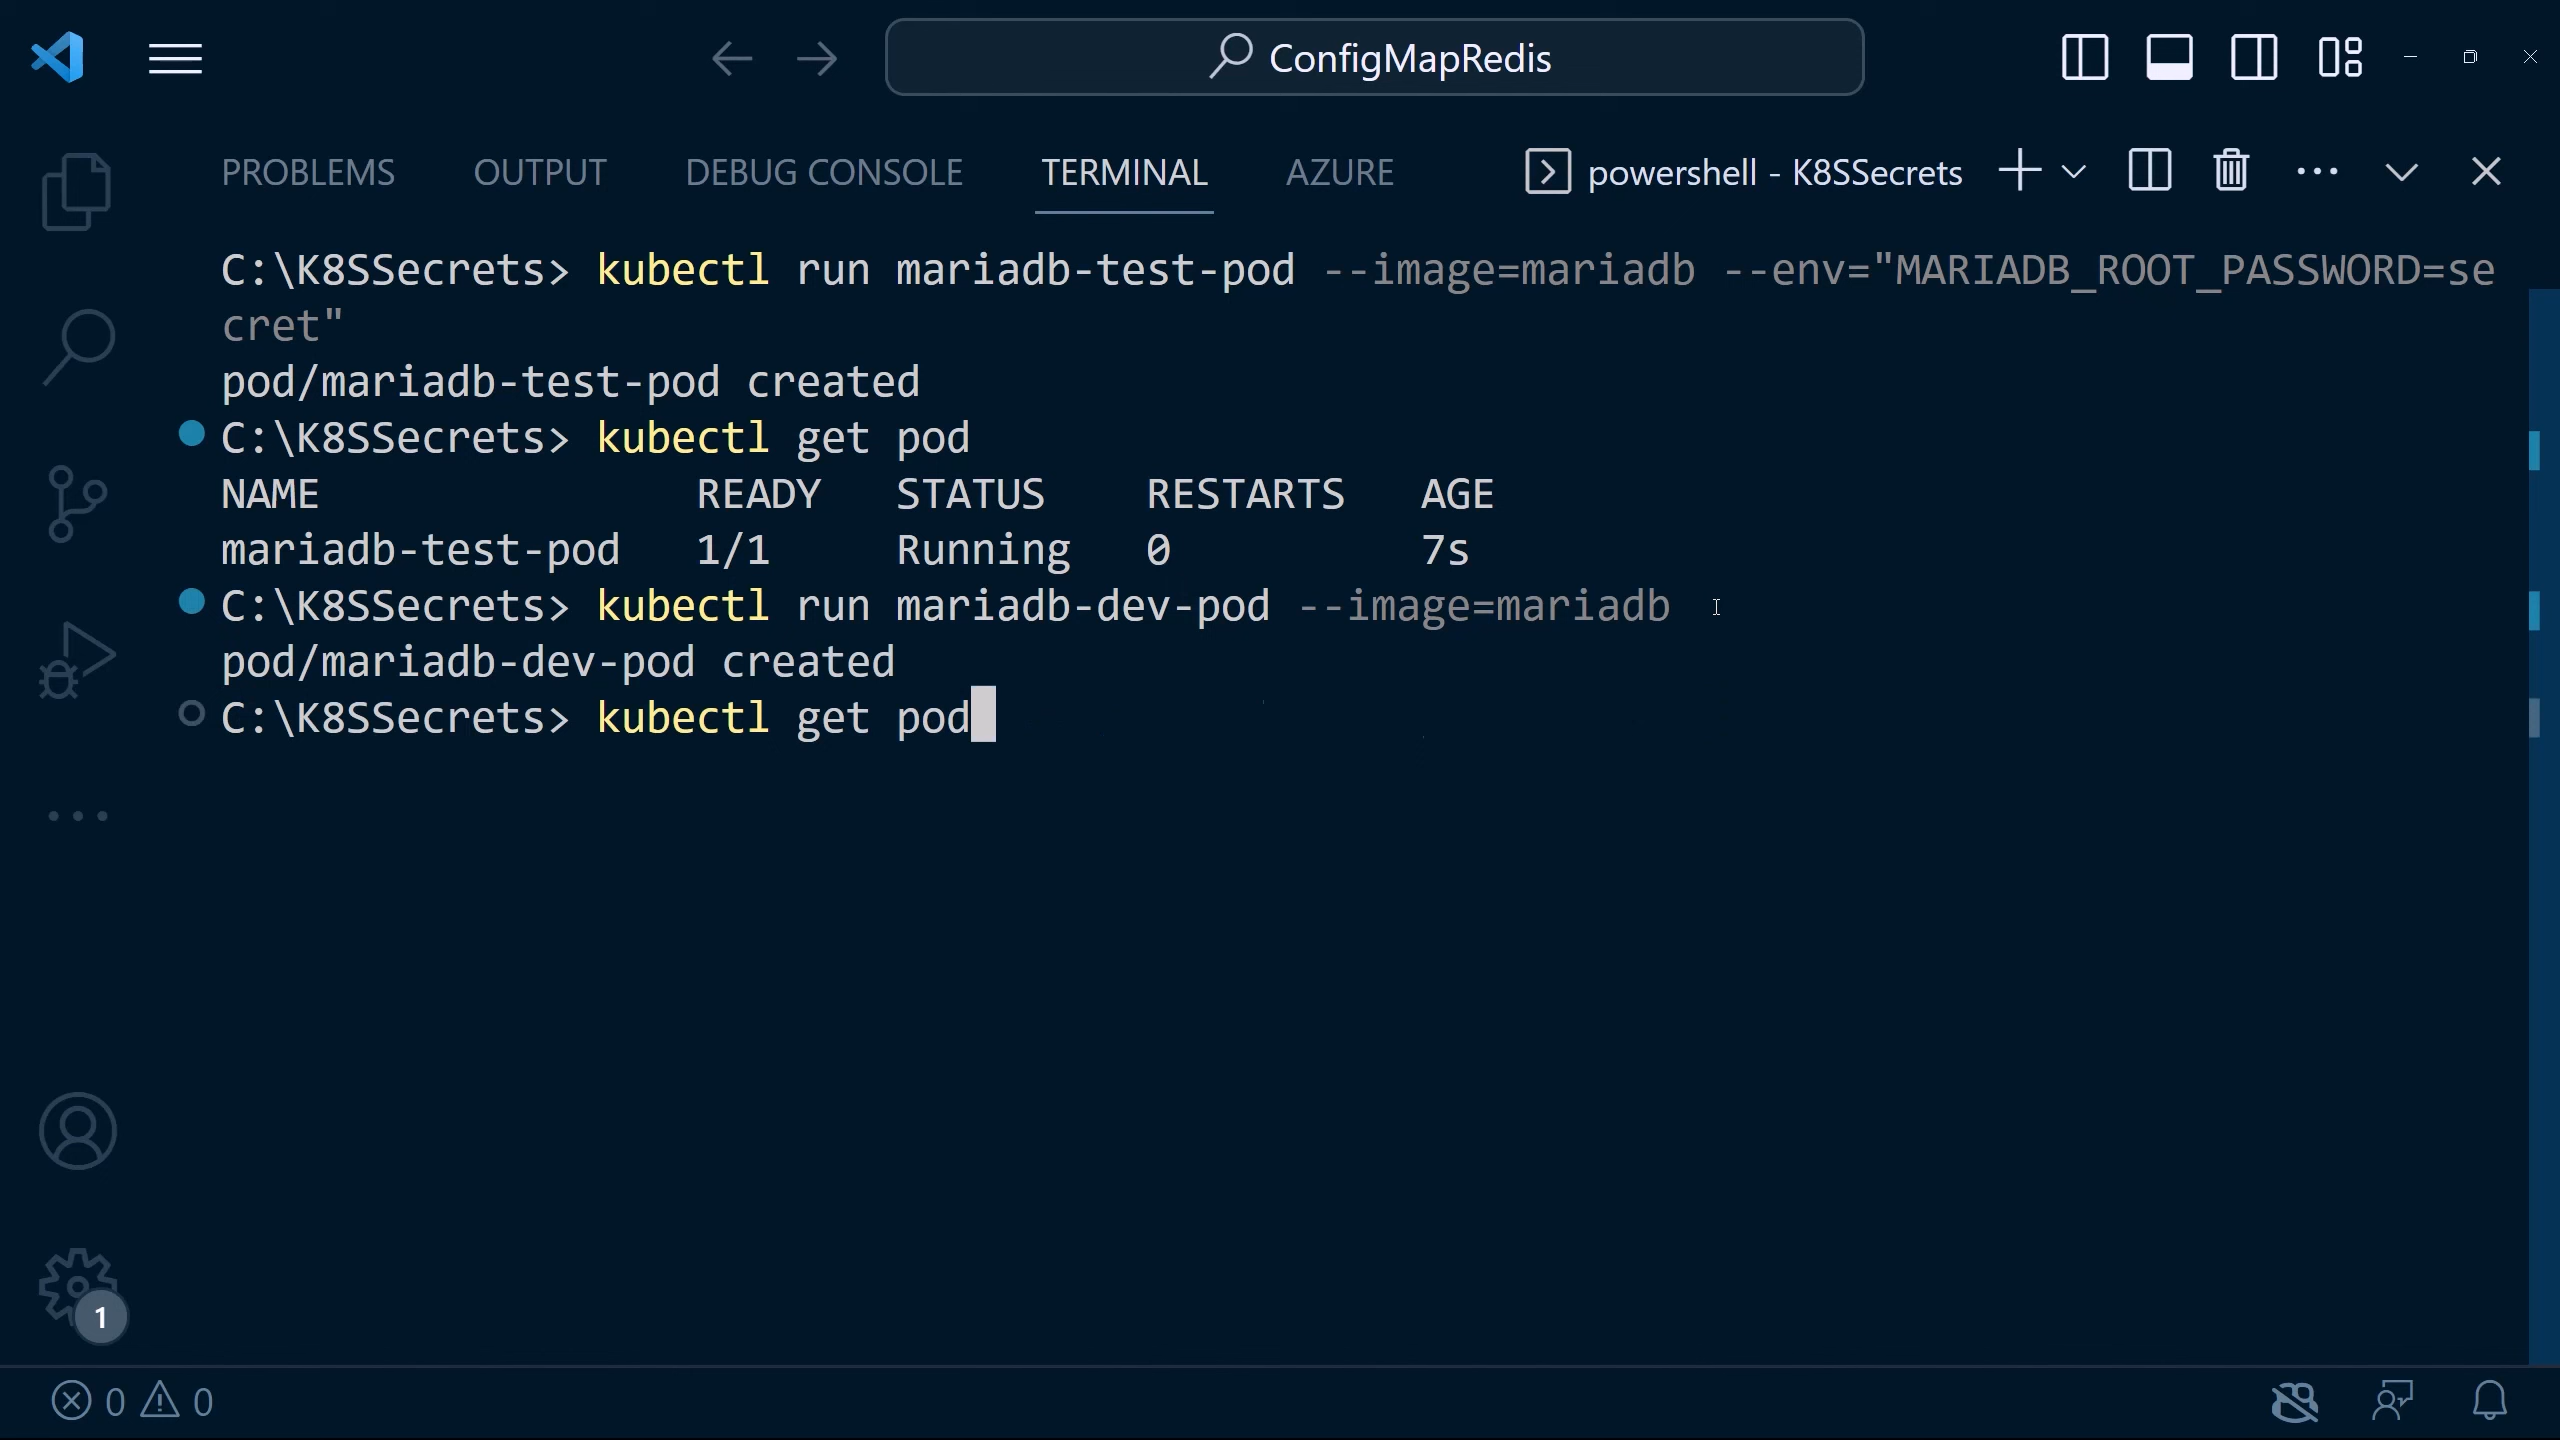 ConfigMapRedis
PROBLEMS OUTPUT DEBUG CONSOLE TERMINAL AZURE powershell - K8SSecrets
C:\K8SSecrets> kubectl run mariadb-test-pod --image=mariadb --env="MARIADB_ROOT_PASSWORD=se
cret"
pod/mariadb-test-pod created
C:\K8SSecrets> kubectl get pod
NAME READY STATUS RESTARTS AGE
mariadb-test-pod 1/1 Running 0 7s
C:\K8SSecrets> kubectl run mariadb-dev-pod --image=mariadb
pod/mariadb-dev-pod created
C:\K8SSecrets> kubectl get pod
1
0 0